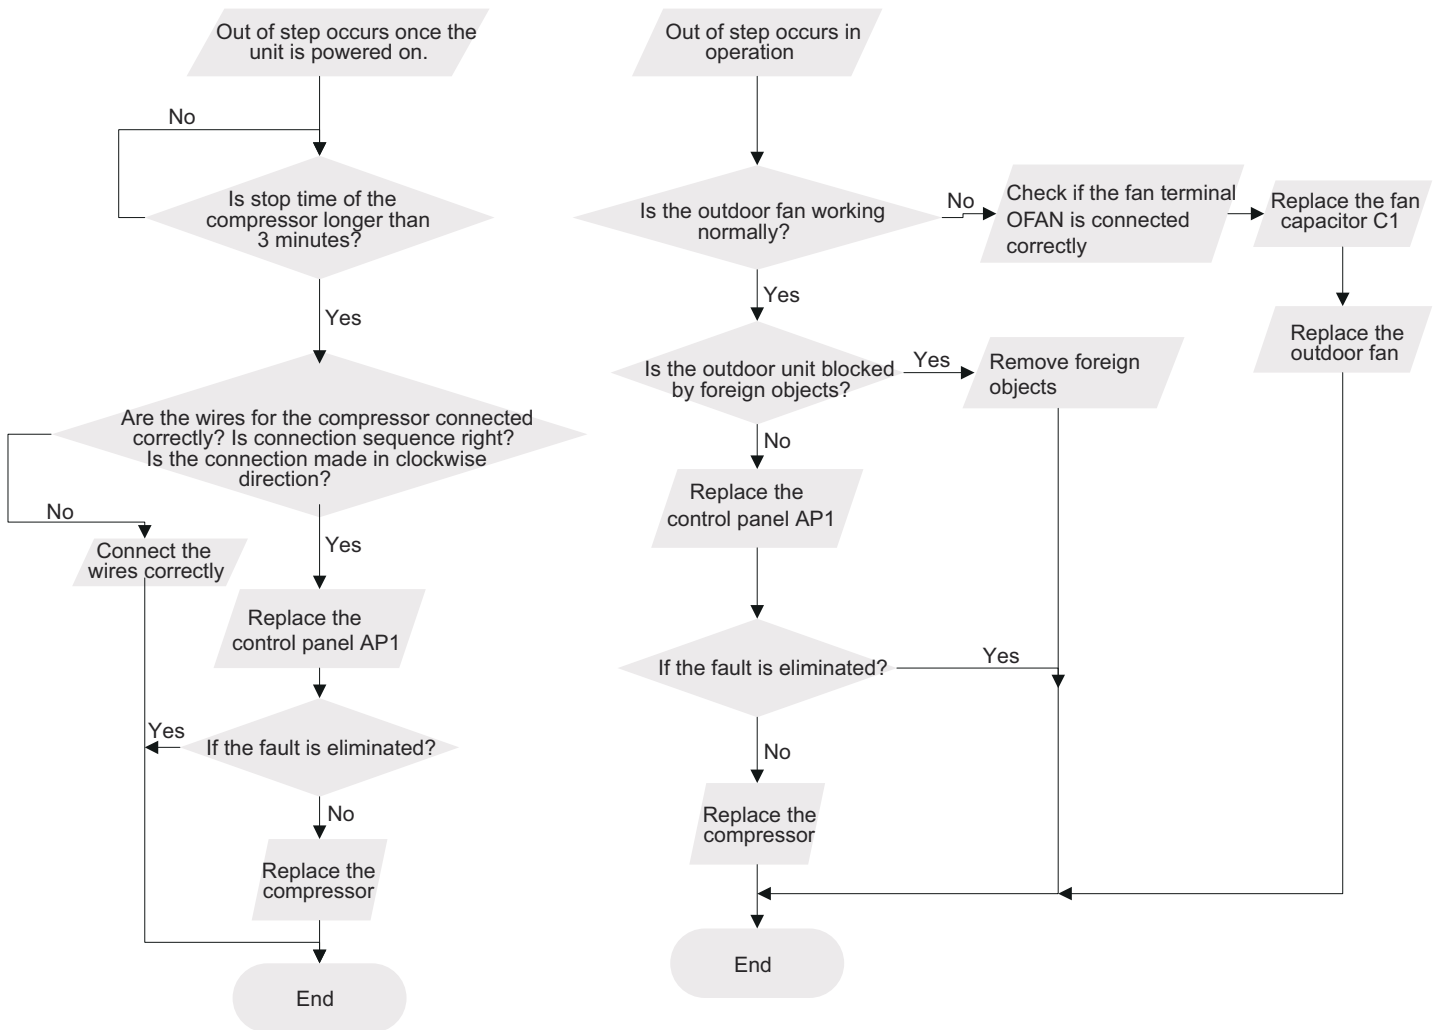 Out of step occurs once the
unit is powered on.
No
Is stop time of the
compressor longer than
3 minutes?
Yes
Are the wires for the compressor connected
correctly? Is connection sequence right?
Is the connection made in clockwise
direction?
No
Connect the
wires correctly
Yes
Replace the
control panel AP1
Yes
If the fault is eliminated?
No
Replace the
compressor
End
Out of step occurs in
operation
Is the outdoor fan working
normally?
No
Check if the fan terminal
OFAN is connected
correctly
Replace the fan
capacitor C1
Replace the
outdoor fan
Yes
Is the outdoor unit blocked
by foreign objects?
Yes
Remove foreign
objects
No
Replace the
control panel AP1
If the fault is eliminated?
Yes
No
Replace the
compressor
End